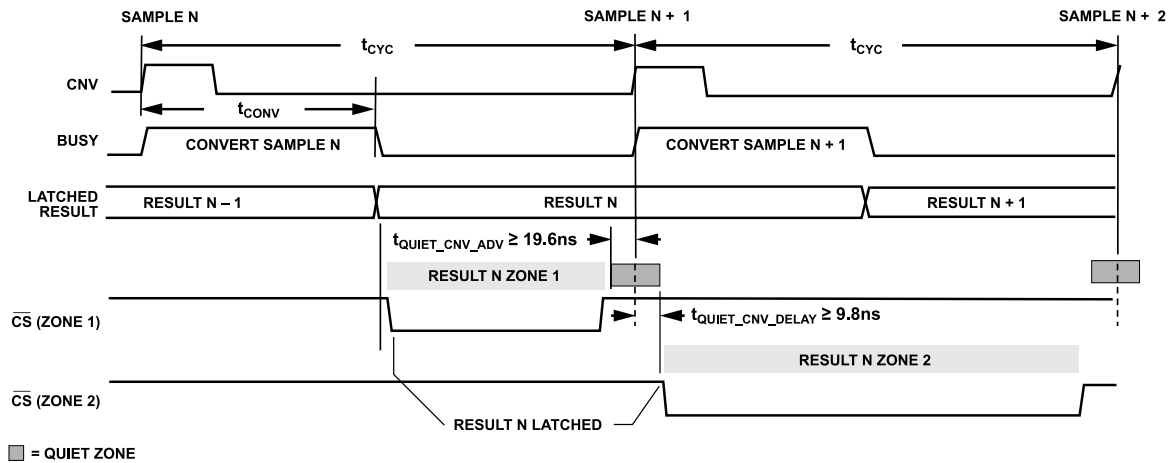 SAMPLE N
SAMPLE N + 1
SAMPLE N + 2
tCYC
tCYC
CNV
tCONV
BUSY
CONVERT SAMPLE N
CONVERT SAMPLE N + 1
LATCHED
RESULT
RESULT N – 1
RESULT N
RESULT N + 1
tQUIET_CNV_ADV ≥ 19.6ns
RESULT N ZONE 1
CS (ZONE 1)
tQUIET_CNV_DELAY ≥ 9.8ns
RESULT N ZONE 2
CS (ZONE 2)
RESULT N LATCHED
= QUIET ZONE